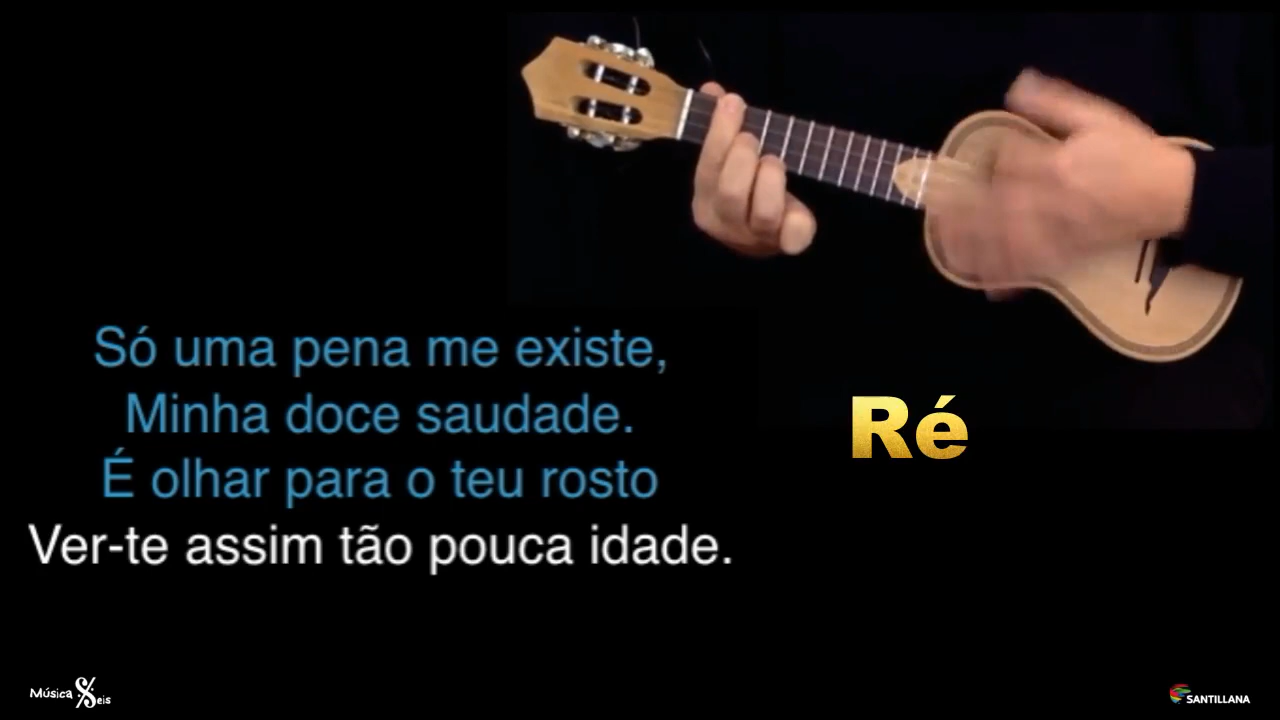 Só uma pena me existe,
Minha doce saudade.
É olhar para o teu rosto
Ver-te assim tão pouca idade.
Ré
Música Seis
SANTILLANA